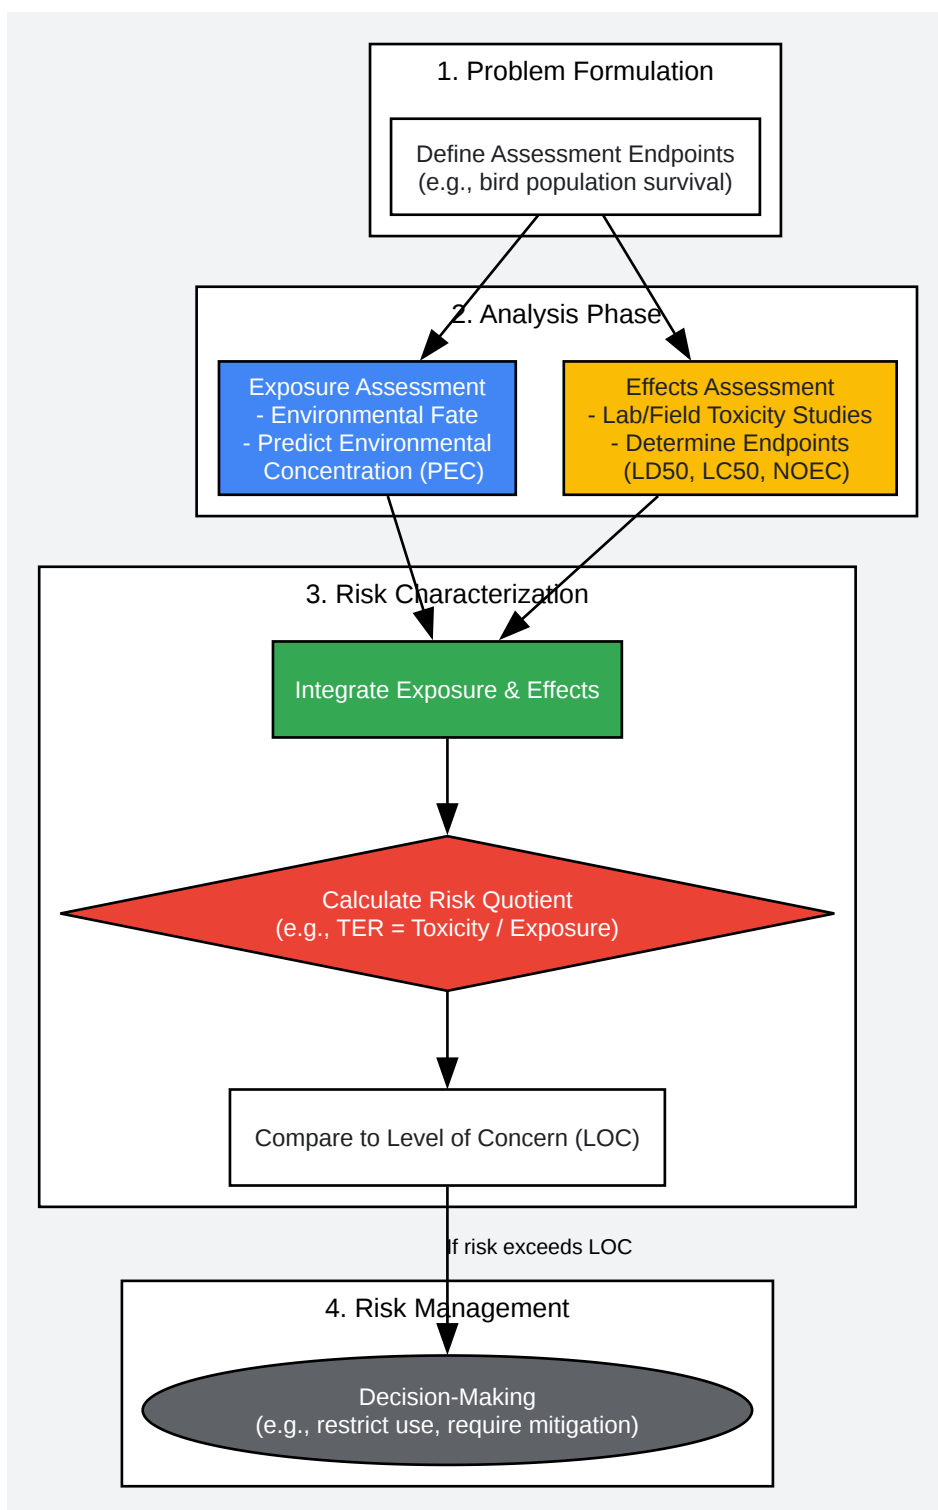 1. Problem Formulation
Define Assessment Endpoints
(e.g., bird population survival)
2. Analysis Phase
Exposure Assessment
- Environmental Fate
- Predict Environmental
Concentration (PEC)
Effects Assessment
- Lab/Field Toxicity Studies
- Determine Endpoints
(LD50, LC50, NOEC)
3. Risk Characterization
Integrate Exposure & Effects
Calculate Risk Quotient
(e.g., TER = Toxicity / Exposure)
Compare to Level of Concern (LOC)
If risk exceeds LOC
4. Risk Management
Decision-Making
(e.g., restrict use, require mitigation)